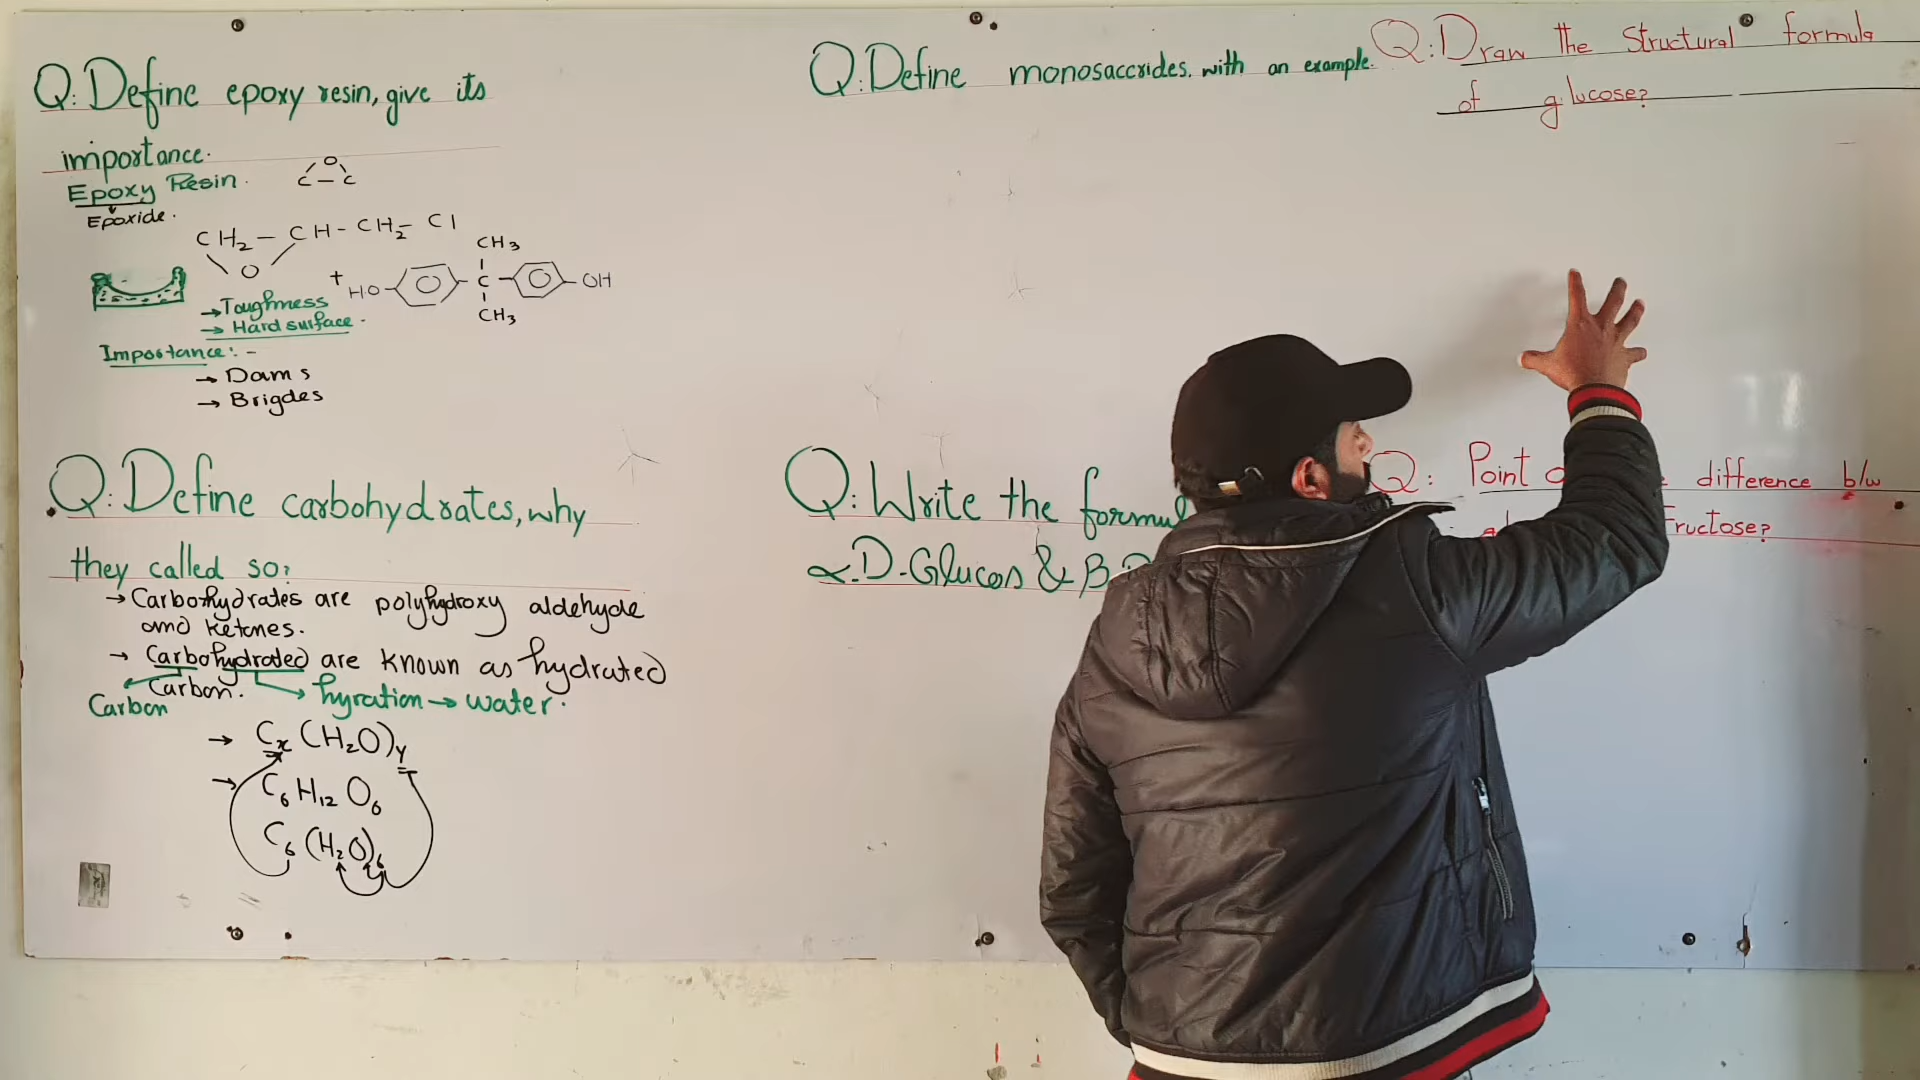 Q: Define epoxy resin, give its
importance.
Epoxy Resin.
Epoxide.
O
C - C
CH2 - CH - CH2 - Cl
O
+
CH3
HO C OH
CH3
→ Toughness
→ Hard surface.
Importance: -
→ Dams
→ Brigdes
Q: Define carbohydrates, why
they called so?
→ Carbohydrates are polyhydroxy aldehyde
and ketones.
→ Carbohydrated are known as hydrated
Carbon.
Carbon
hyration → water.
→ Cx (H2O)y
→ C6 H12 O6
C6 (H2O)6
Q: Define monosaccrides. with an example.
Q: Write the formul
α.D-Glucos & B-D
Q: Draw the Structural formula
of glucose?
Q: Point difference b/w
Fructose?